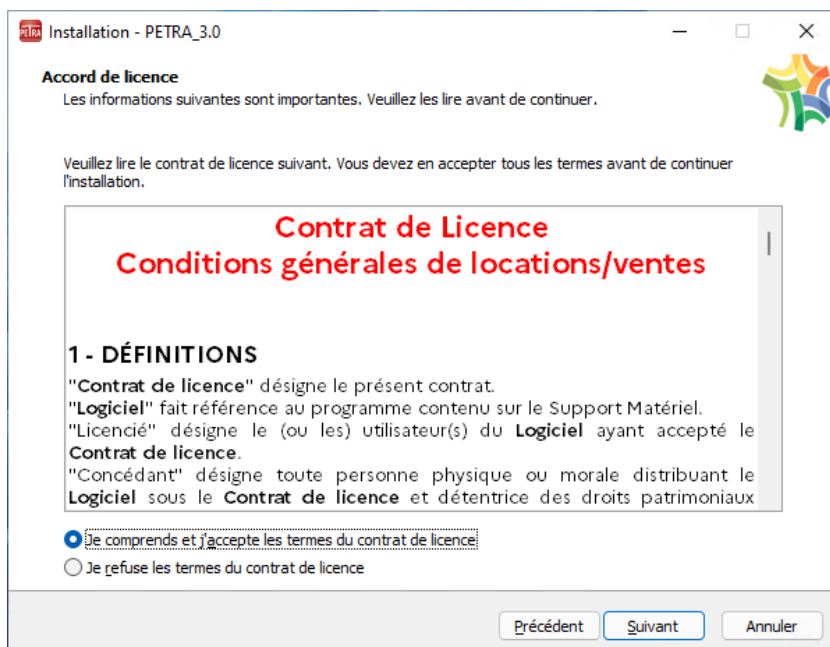 PETRA Installation - PETRA_3.0
Accord de licence
Les informations suivantes sont importantes. Veuillez les lire avant de continuer.
Veuillez lire le contrat de licence suivant. Vous devez en accepter tous les termes avant de continuer
l'installation.
Contrat de Licence
Conditions générales de locations/ventes
1 - DÉFINITIONS
"Contrat de licence" désigne le présent contrat.
"Logiciel" fait référence au programme contenu sur le Support Matériel.
"Licencié" désigne le (ou les) utilisateur(s) du Logiciel ayant accepté le
Contrat de licence.
"Concédant" désigne toute personne physique ou morale distribuant le
Logiciel sous le Contrat de licence et détentrice des droits patrimoniaux
Je comprends et j'accepte les termes du contrat de licence
Je refuse les termes du contrat de licence
Précédent Suivant Annuler